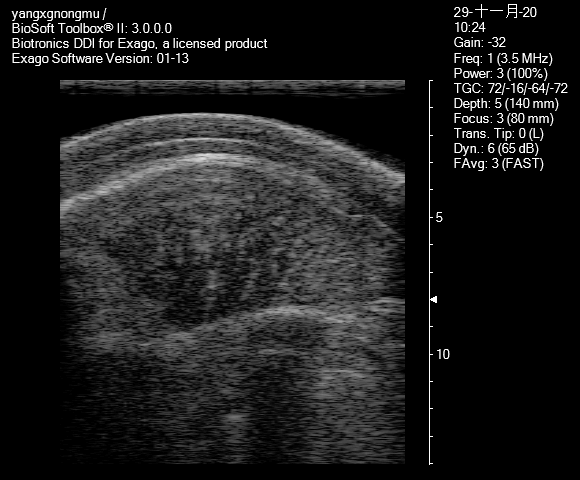 yangxgnongmu /
BioSoft Toolbox® II: 3.0.0.0
Biotronics DDI for Exago, a licensed product
Exago Software Version: 01-13
29-十一月-20
10:24
Gain: -32
Freq: 1 (3.5 MHz)
Power: 3 (100%)
TGC: 72/-16/-64/-72
Depth: 5 (140 mm)
Focus: 3 (80 mm)
Trans. Tip: 0 (L)
Dyn.: 6 (65 dB)
FAvg: 3 (FAST)
5
10